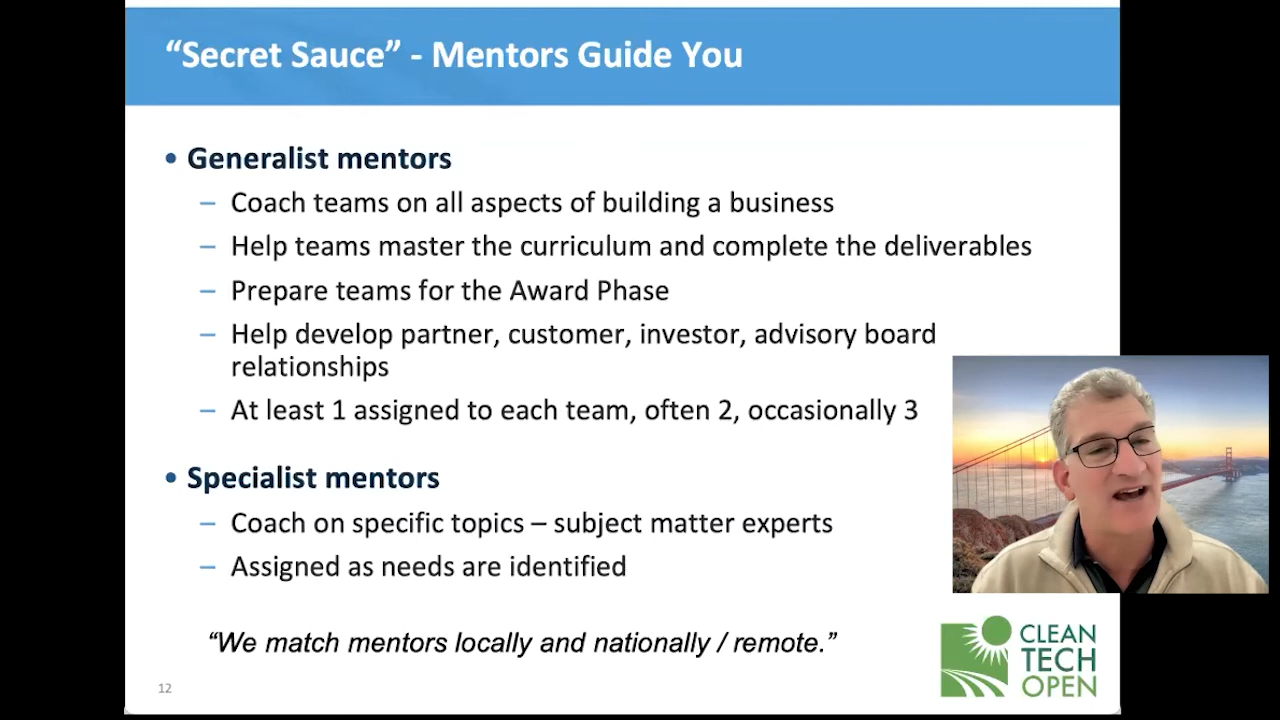 “Secret Sauce” - Mentors Guide You
• Generalist mentors
– Coach teams on all aspects of building a business
– Help teams master the curriculum and complete the deliverables
– Prepare teams for the Award Phase
– Help develop partner, customer, investor, advisory board
relationships
– At least 1 assigned to each team, often 2, occasionally 3
• Specialist mentors
– Coach on specific topics – subject matter experts
– Assigned as needs are identified
“We match mentors locally and nationally / remote.”
12
CLEAN
TECH
OPEN